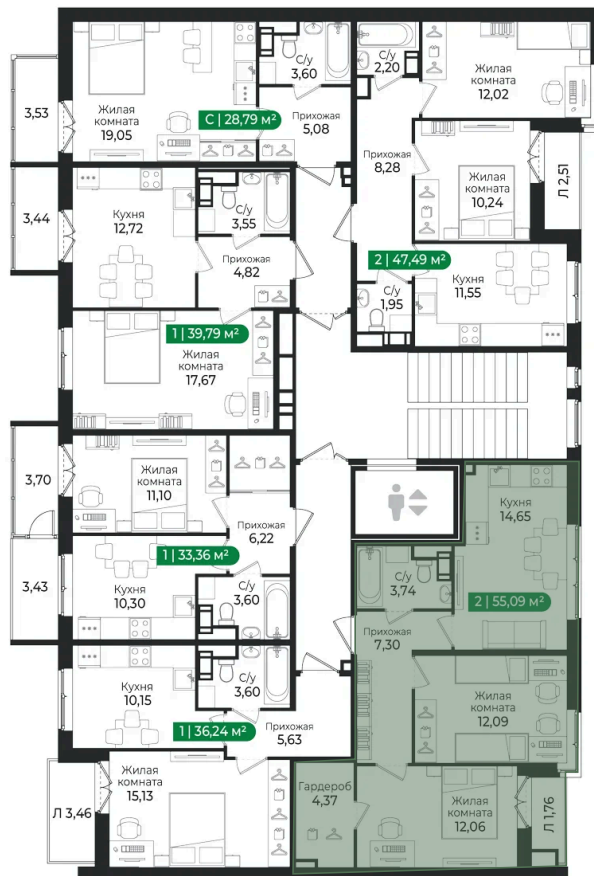 3,53
Жилая
комната
19,05
С/у
3,60
С | 28,79 м²
Прихожая
5,08
С/у
2,20
Жилая
комната
12,02
Прихожая
8,28
Жилая
комната
10,24
Л 2,51
3,44
Кухня
12,72
С/у
3,55
Прихожая
4,82
2 | 47,49 м²
С/у
1,95
Кухня
11,55
1 | 39,79 м²
Жилая
комната
17,67
3,70
Жилая
комната
11,10
Прихожая
6,22
3,43
1 | 33,36 м²
Кухня
10,30
С/у
3,60
Кухня
14,65
С/у
3,74
2 | 55,09 м²
Прихожая
7,30
Кухня
10,15
С/у
3,60
1 | 36,24 м²
Прихожая
5,63
Жилая
комната
12,09
Л 3,46
Жилая
комната
15,13
Гардероб
4,37
Жилая
комната
12,06
Л 1,76